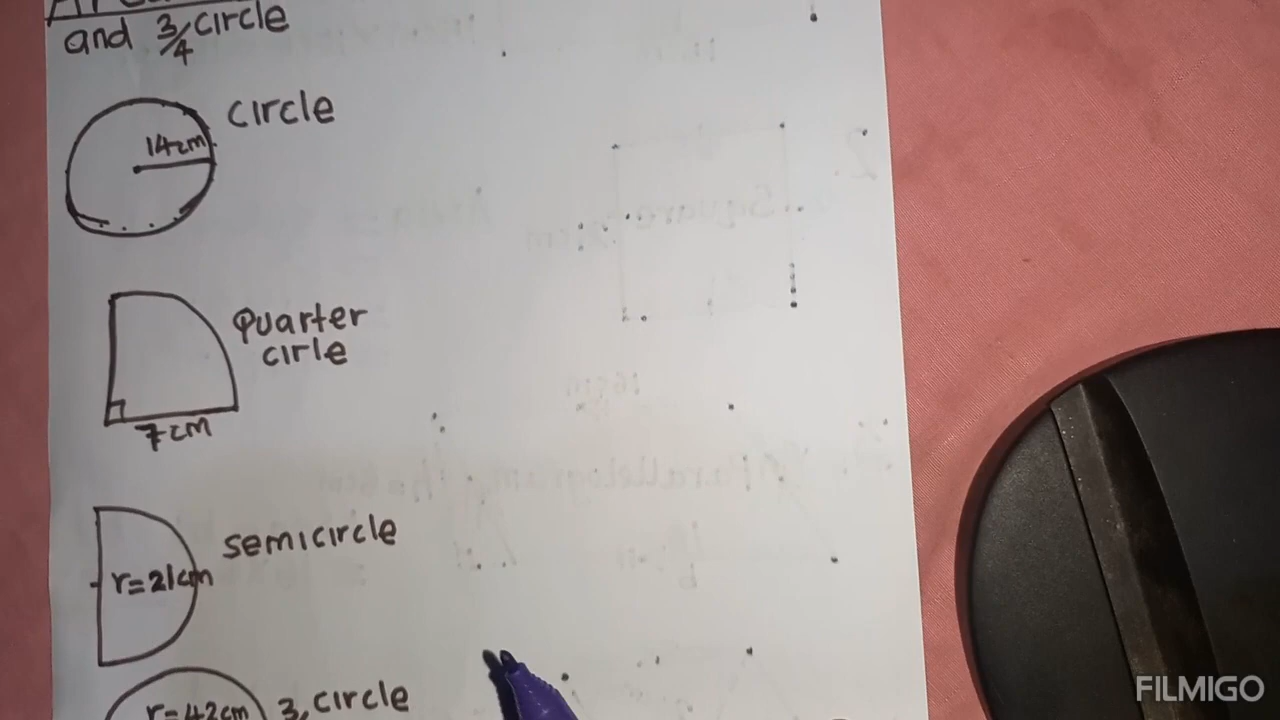 and 3/4 circle
circle
14cm
Quarter
cirle
7cm
semicircle
r=21cm
r=42cm
3 circle
FILMIGO